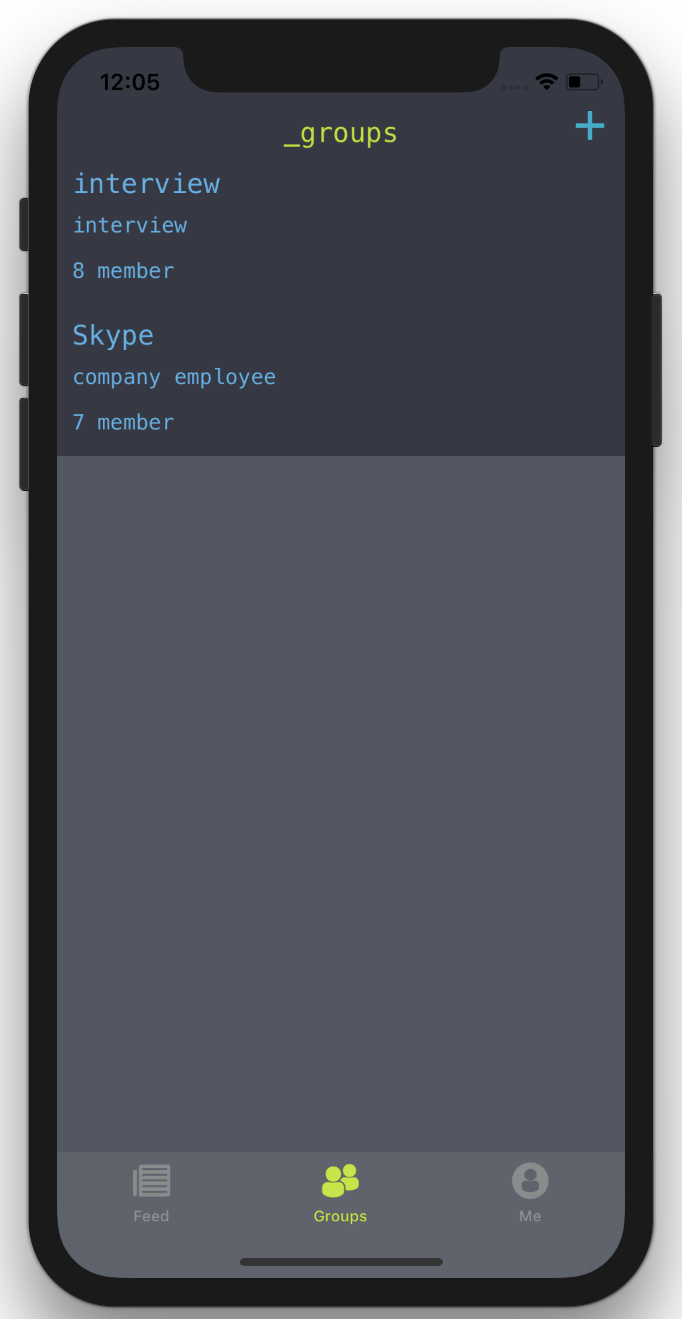 12:05
_groups
interview
interview
8 member
Skype
company employee
7 member
Feed
Groups
Me